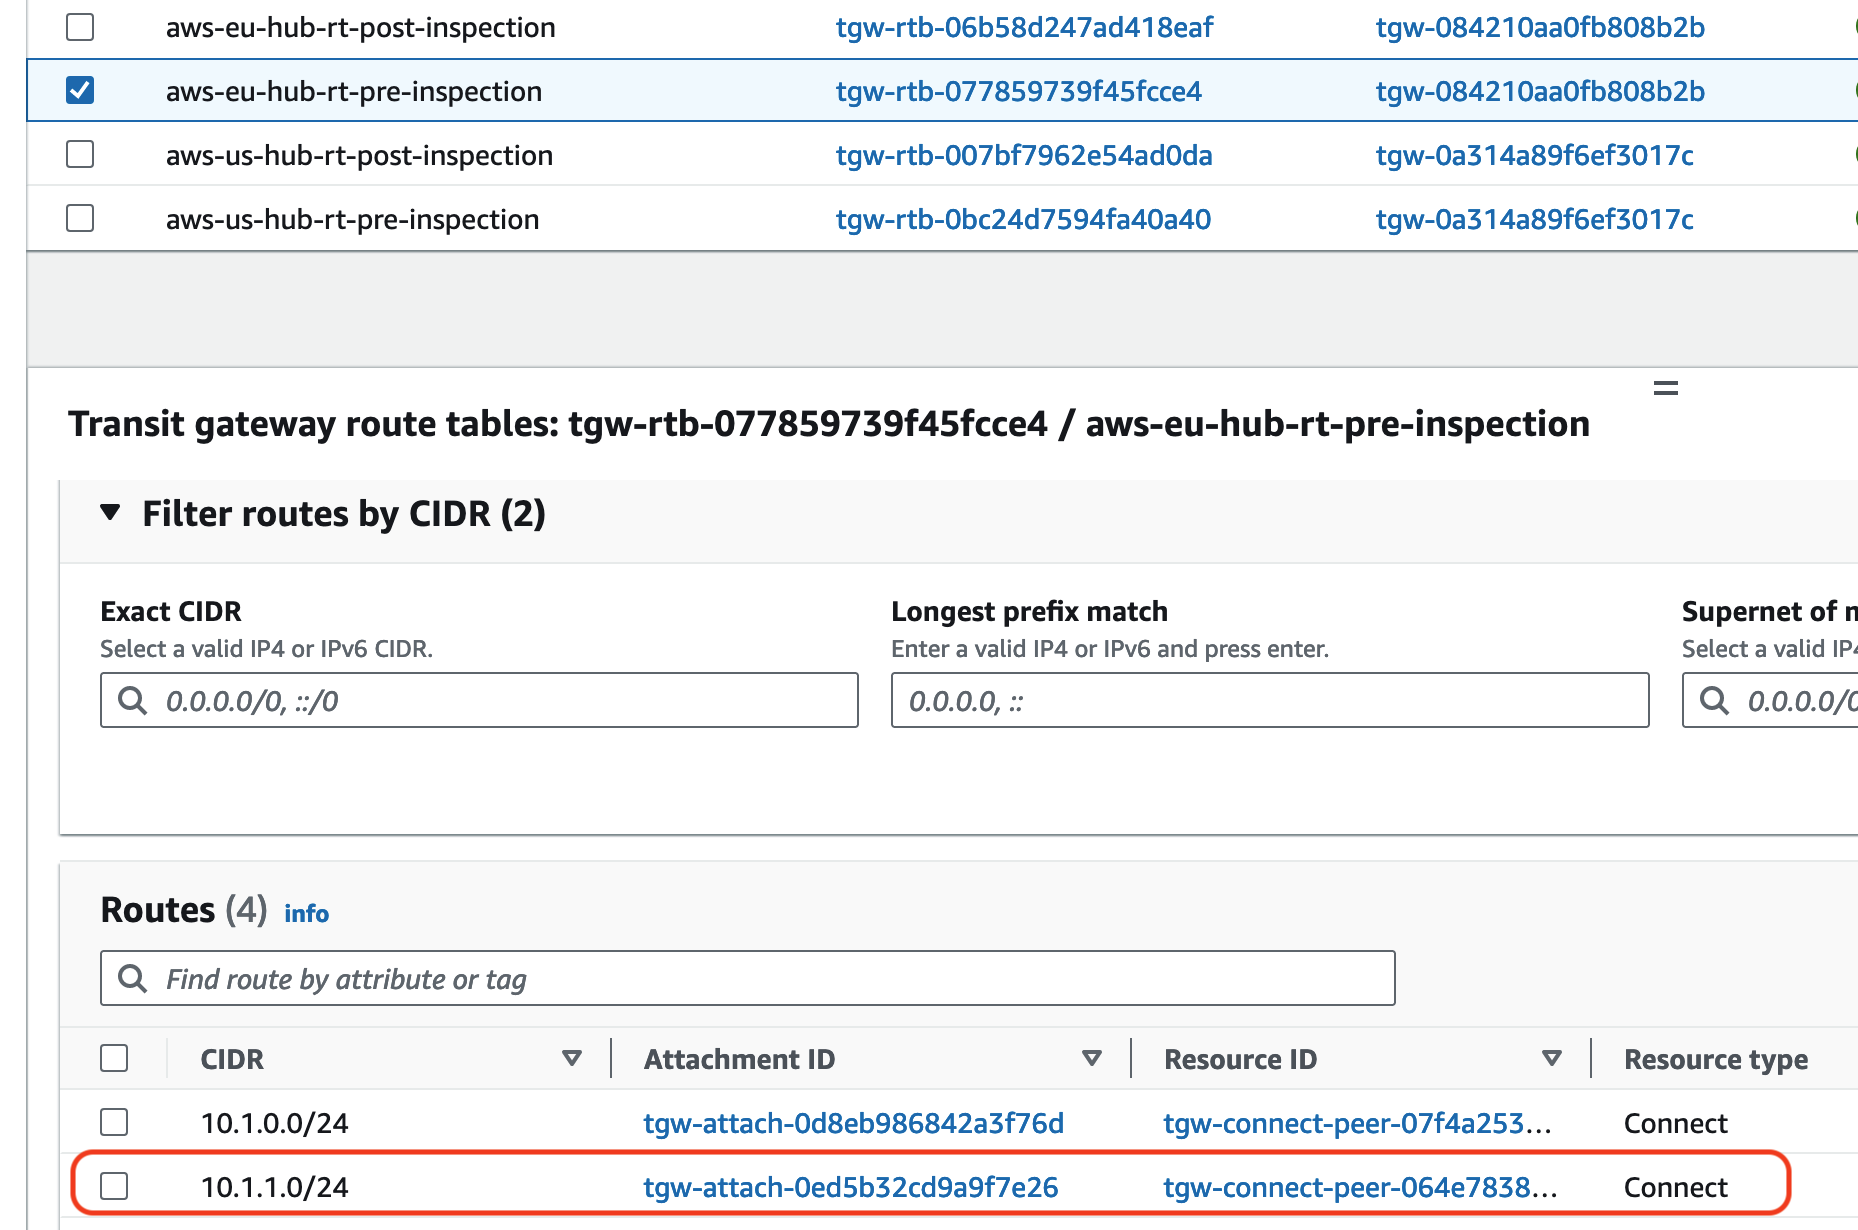 aws-eu-hub-rt-post-inspection tgw-rtb-06b58d247ad418eaf tgw-084210aa0fb808b2b
aws-eu-hub-rt-pre-inspection tgw-rtb-077859739f45fcce4 tgw-084210aa0fb808b2b
aws-us-hub-rt-post-inspection tgw-rtb-007bf7962e54ad0da tgw-0a314a89f6ef3017c
aws-us-hub-rt-pre-inspection tgw-rtb-0bc24d7594fa40a40 tgw-0a314a89f6ef3017c
Transit gateway route tables: tgw-rtb-077859739f45fcce4 / aws-eu-hub-rt-pre-inspection
Filter routes by CIDR (2)
Exact CIDR Longest prefix match Supernet of
Select a valid IP4 or IPv6 CIDR. Enter a valid IP4 or IPv6 and press enter. Select a valid IP4
0.0.0.0/0, ::/0 0.0.0.0, :: 0.0.0.0/0
Routes (4) info
Find route by attribute or tag
CIDR Attachment ID Resource ID Resource type
10.1.0.0/24 tgw-attach-0d8eb986842a3f76d tgw-connect-peer-07f4a253... Connect
10.1.1.0/24 tgw-attach-0ed5b32cd9a9f7e26 tgw-connect-peer-064e7838... Connect